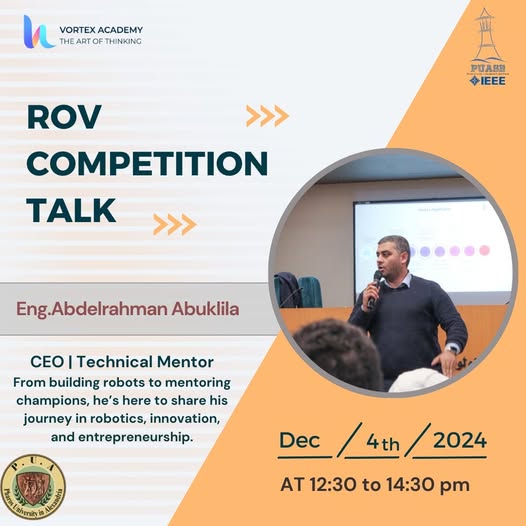 VORTEX ACADEMY
THE ART OF THINKING
PUASB
IEEE
ROV
COMPETITION
TALK
Eng.Abdelrahman Abuklila
CEO | Technical Mentor
From building robots to mentoring
champions, he's here to share his
journey in robotics, innovation,
and entrepreneurship.
Dec / 4th / 2024
AT 12:30 to 14:30 pm
P.U.A
Pharos University in Alexandria